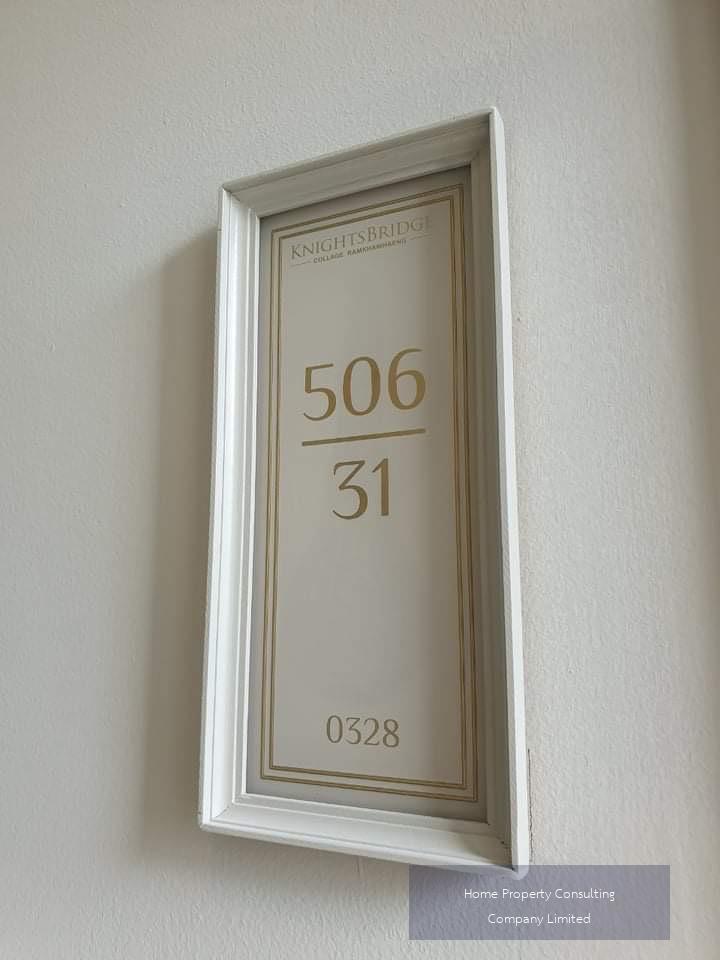 KNIGHTSBRIDGE
COLLAGE RAMKHAMHAENG
506
31
0328
Home Property Consulting
Company Limited